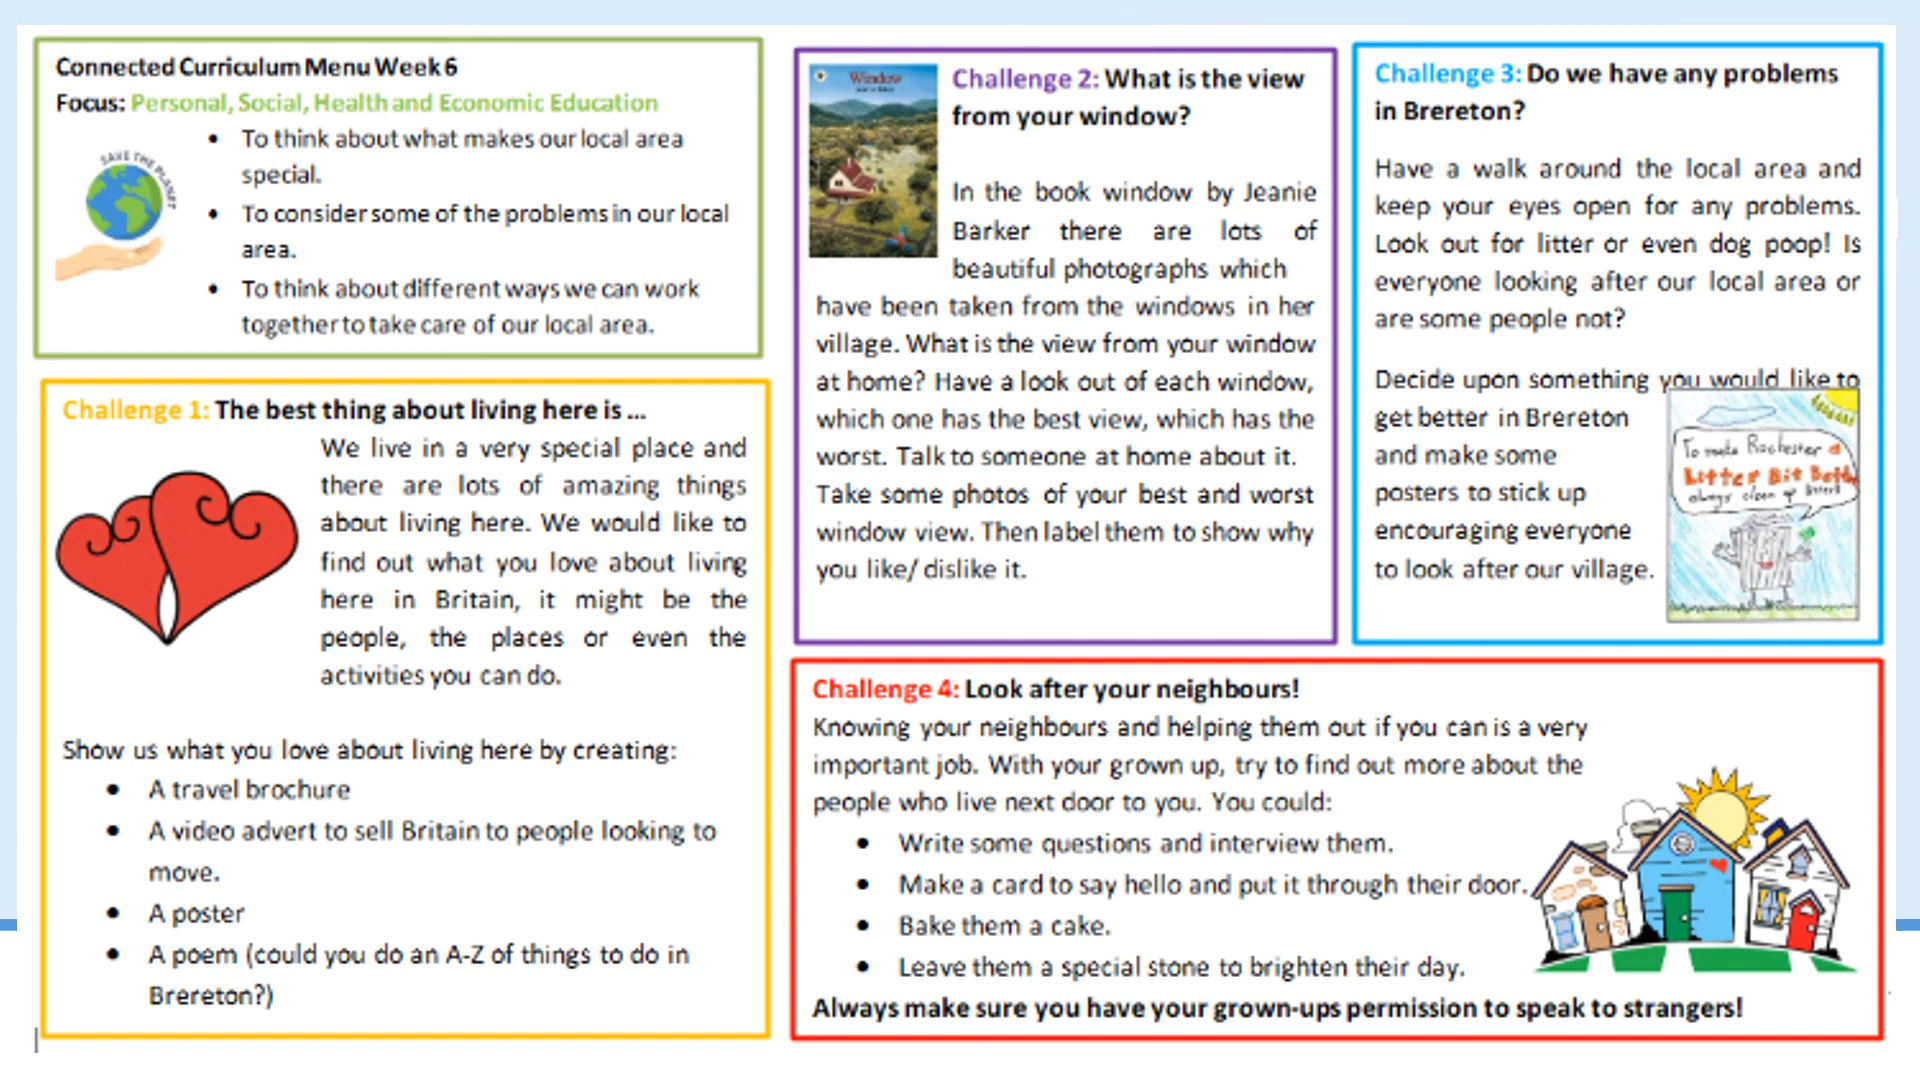 Connected Curriculum Menu Week 6
Focus: Personal, Social, Health and Economic Education
SAVE THE PLANET
• To think about what makes our local area
special.
• To consider some of the problems in our local
area.
• To think about different ways we can work
together to take care of our local area.
Challenge 1: The best thing about living here is ...
We live in a very special place and
there are lots of amazing things
about living here. We would like to
find out what you love about living
here in Britain, it might be the
people, the places or even the
activities you can do.
Show us what you love about living here by creating:
• A travel brochure
• A video advert to sell Britain to people looking to
move.
• A poster
• A poem (could you do an A-Z of things to do in
Brereton?)
Window
Challenge 2: What is the view
from your window?
In the book window by Jeanie
Barker there are lots of
beautiful photographs which
have been taken from the windows in her
village. What is the view from your window
at home? Have a look out of each window,
which one has the best view, which has the
worst. Talk to someone at home about it.
Take some photos of your best and worst
window view. Then label them to show why
you like/ dislike it.
Challenge 3: Do we have any problems
in Brereton?
Have a walk around the local area and
keep your eyes open for any problems.
Look out for litter or even dog poop! Is
everyone looking after our local area or
are some people not?
Decide upon something you would like to
get better in Brereton
and make some
posters to stick up
encouraging everyone
to look after our village.
To make Rochester a
Litter Bit
always clean
Challenge 4: Look after your neighbours!
Knowing your neighbours and helping them out if you can is a very
important job. With your grown up, try to find out more about the
people who live next door to you. You could:
• Write some questions and interview them.
• Make a card to say hello and put it through their door.
• Bake them a cake.
• Leave them a special stone to brighten their day.
Always make sure you have your grown-ups permission to speak to strangers!